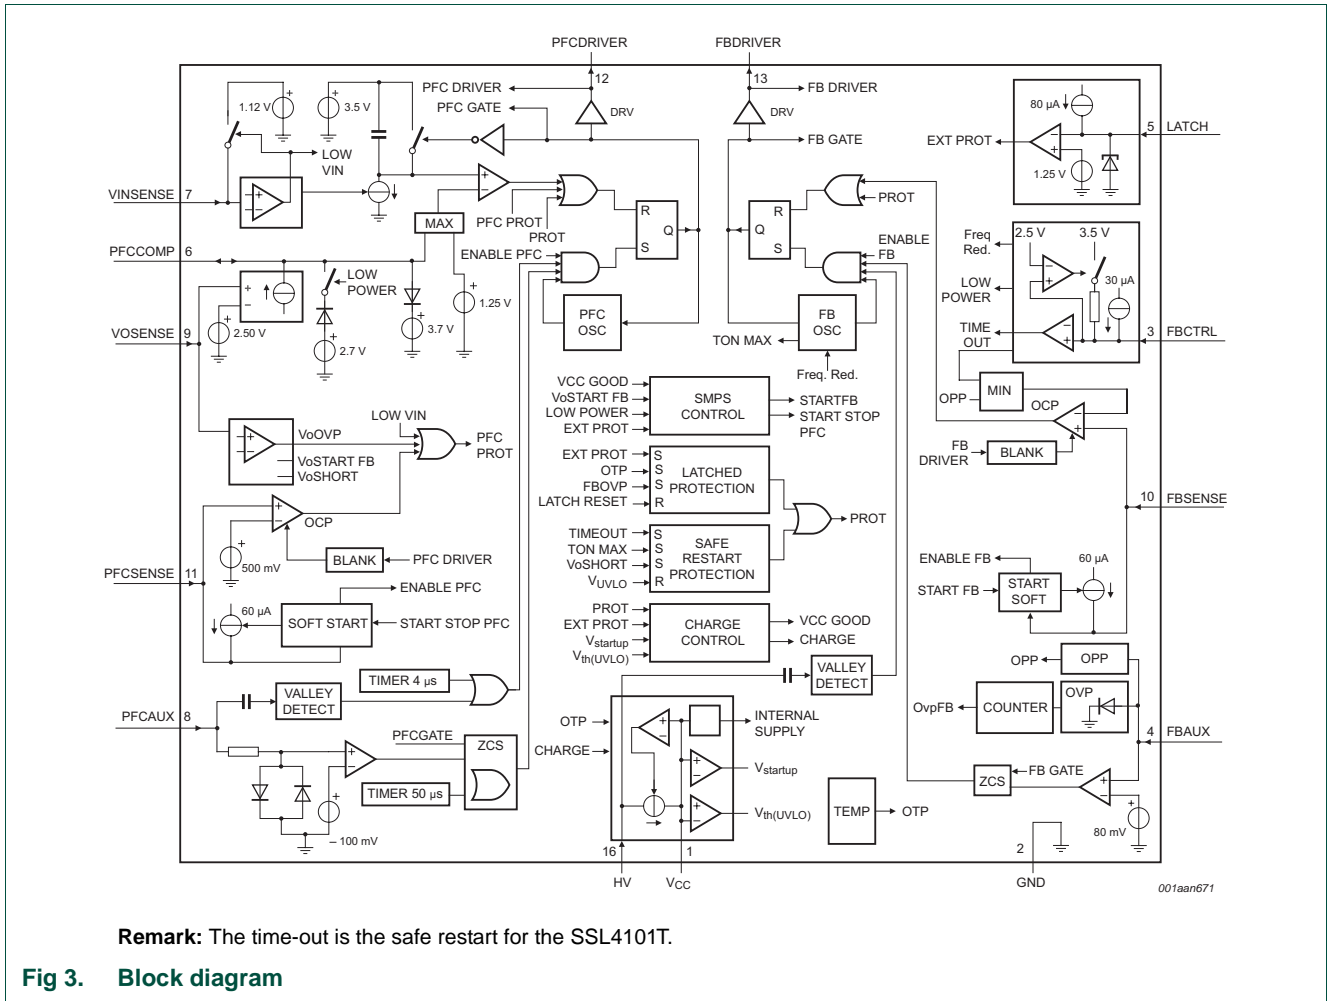 PFCDRIVER
FBDRIVER
12
13
PFC DRIVER
FB DRIVER
PFC GATE
DRV
DRV
FB GATE
1.12 V
3.5 V
LOW
VIN
VINSENSE 7
MAX
PFC PROT
PROT
R
S
Q
ENABLE PFC
PFC
OSC
R
S
Q
PROT
ENABLE
FB
FB
OSC
TON MAX
Freq. Red.
80 µA
EXT PROT
1.25 V
5 LATCH
PFCCOMP 6
LOW
POWER
2.50 V
2.7 V
3.7 V
1.25 V
VOSENSE 9
Freq
Red.
2.5 V
3.5 V
LOW
POWER
30 µA
TIME
OUT
3 FBCTRL
MIN
OPP
OCP
FB
DRIVER
BLANK
10 FBSENSE
VCC GOOD
VoSTART FB
LOW POWER
EXT PROT
SMPS
CONTROL
STARTFB
START STOP
PFC
LOW VIN
VoOVP
VoSTART FB
VoSHORT
PFC
PROT
EXT PROT
OTP
FBOVP
LATCH RESET
S
S
S
R
LATCHED
PROTECTION
PROT
OCP
500 mV
BLANK
PFC DRIVER
PFCSENSE 11
TIMEOUT
TON MAX
VoSHORT
VUVLO
S
S
S
R
SAFE
RESTART
PROTECTION
ENABLE PFC
60 µA
SOFT START
START STOP PFC
PROT
EXT PROT
Vstartup
Vth(UVLO)
CHARGE
CONTROL
VCC GOOD
CHARGE
ENABLE FB
START FB
START
SOFT
60 µA
TIMER 4 µs
VALLEY
DETECT
PFCAUX 8
VALLEY
DETECT
OPP
OPP
OVP
OvpFB
COUNTER
4 FBAUX
PFCGATE
ZCS
TIMER 50 µs
– 100 mV
OTP
CHARGE
INTERNAL
SUPPLY
Vstartup
Vth(UVLO)
16
1
HV
VCC
TEMP
OTP
ZCS
FB GATE
80 mV
2
GND
001aan671
Remark: The time-out is the safe restart for the SSL4101T.
Fig 3. Block diagram